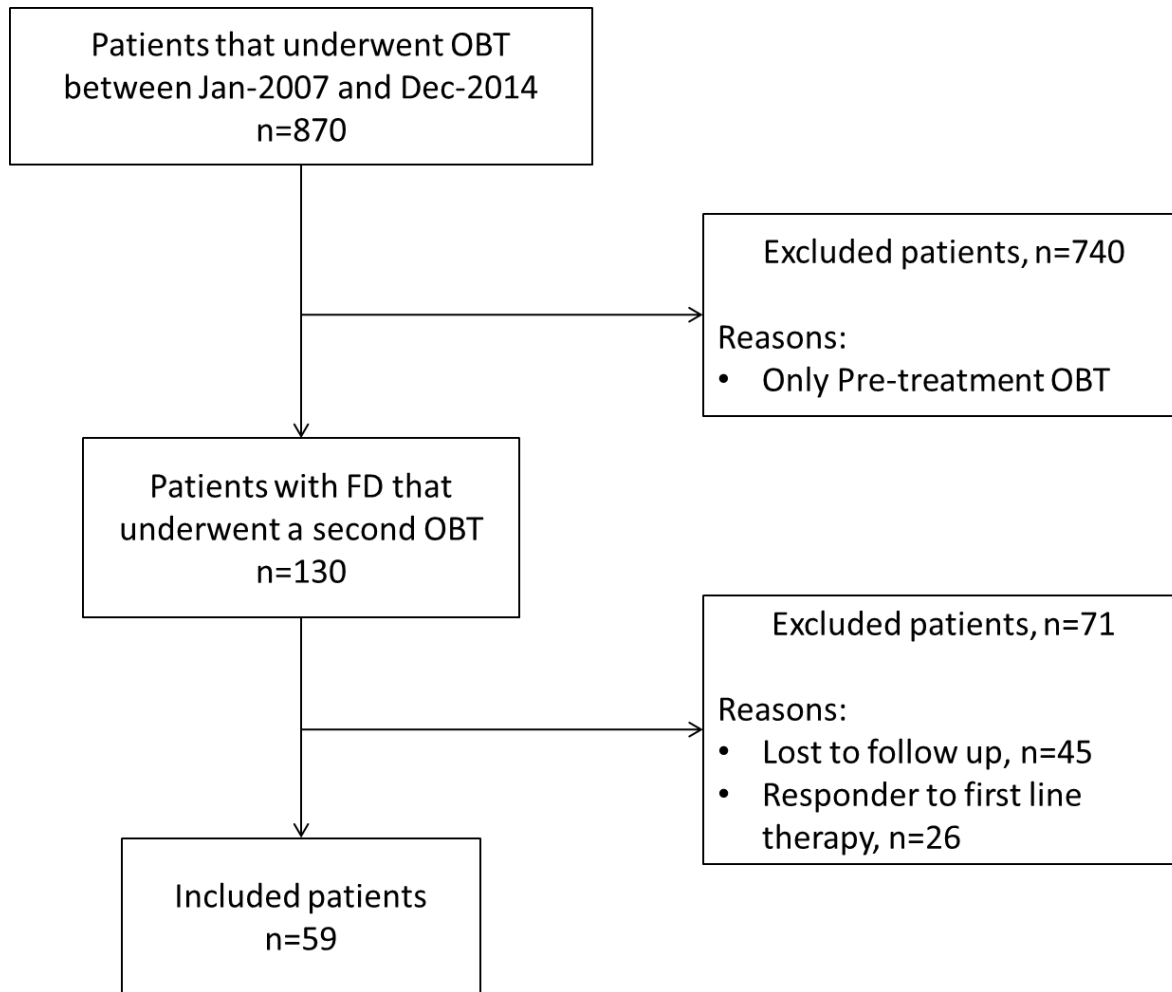 Patients that underwent OBT
between Jan-2007 and Dec-2014
n=870
Excluded patients, n=740
Reasons:
• Only Pre-treatment OBT
Patients with FD that
underwent a second OBT
n=130
Excluded patients, n=71
Reasons:
• Lost to follow up, n=45
• Responder to first line
therapy, n=26
Included patients
n=59